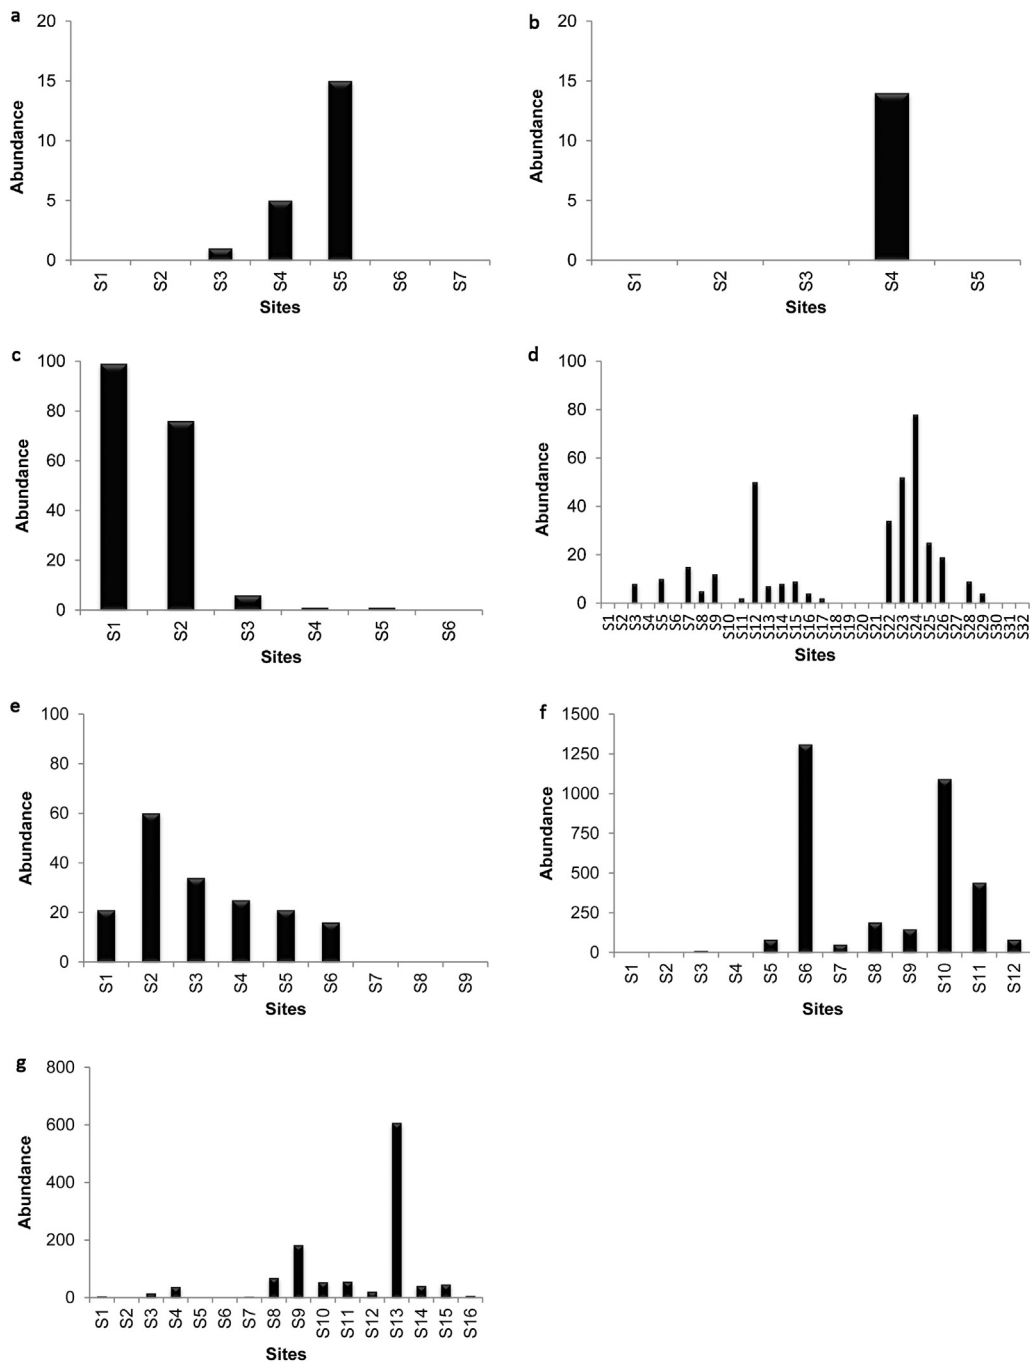 a
20
15
10
5
0
Abundance
S1 S2 S3 S4 S5 S6 S7
Sites
b
20
15
10
5
0
Abundance
S1 S2 S3 S4 S5
Sites
c
100
80
60
40
20
0
Abundance
S1 S2 S3 S4 S5 S6
Sites
d
100
80
60
40
20
0
Abundance
S1 S2 S3 S4 S5 S6 S7 S8 S9 S10 S11 S12 S13 S14 S15 S16 S17 S18 S19 S20 S21 S22 S23 S24 S25 S26 S27 S28 S29 S30 S31 S32
Sites
e
100
80
60
40
20
0
Abundance
S1 S2 S3 S4 S5 S6 S7 S8 S9
Sites
f
1500
1250
1000
750
500
250
0
Abundance
S1 S2 S3 S4 S5 S6 S7 S8 S9 S10 S11 S12
Sites
g
800
600
400
200
0
Abundance
S1 S2 S3 S4 S5 S6 S7 S8 S9 S10 S11 S12 S13 S14 S15 S16
Sites